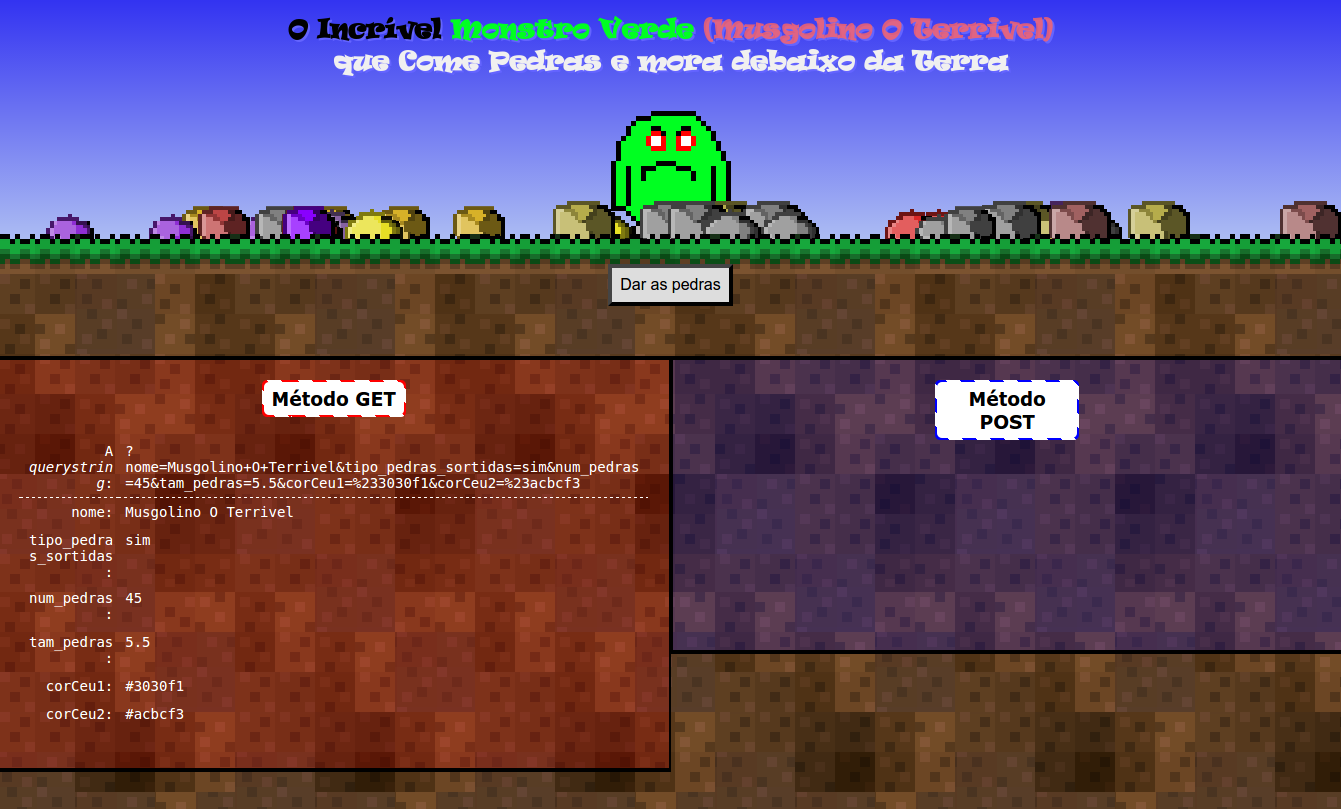 O Incrível Monstro Verde (Musgolino O Terrivel)
que Come Pedras e mora debaixo da Terra
Dar as pedras
Método GET
A
querystrin
g:
?
nome=Musgolino+O+Terrivel&tipo_pedras_sortidas=sim&num_pedras
=45&tam_pedras=5.5&corCeu1=%233030f1&corCeu2=%23acbcf3
nome: Musgolino O Terrivel
tipo_pedra
s_sortidas
:
sim
num_pedras
:
45
tam_pedras
:
5.5
corCeu1: #3030f1
corCeu2: #acbcf3
Método
POST